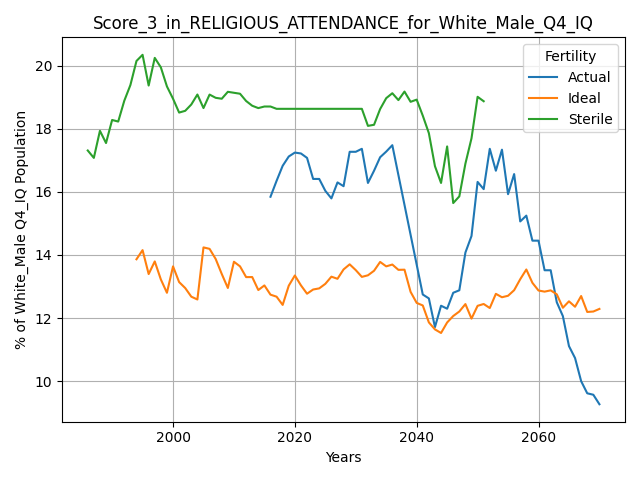 Score_3_in_RELIGIOUS_ATTENDANCE_for_White_Male_Q4_IQ
% of White_Male Q4_IQ Population
20
18
16
14
12
10
Fertility
Actual
Ideal
Sterile
2000
2020
2040
2060
Years